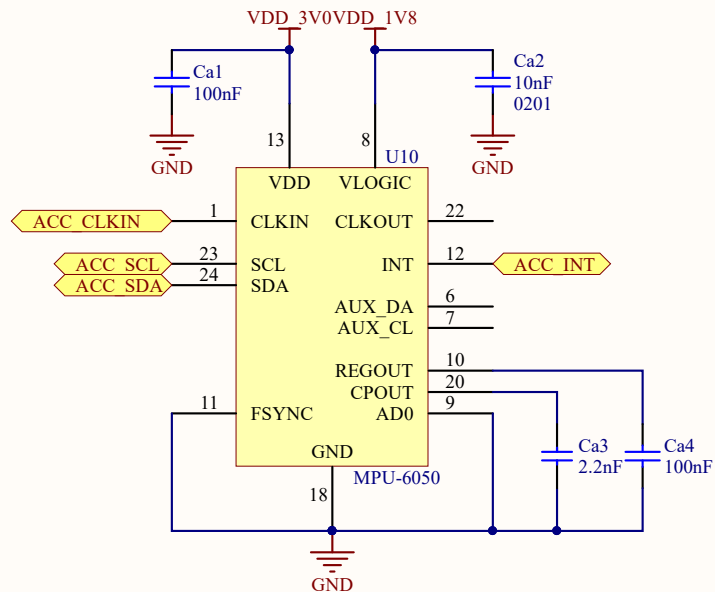 VDD_3V0
VDD_1V8
Ca1
100nF
Ca2
10nF
0201
GND
GND
13
8
U10
VDD
VLOGIC
ACC_CLKIN
1
CLKIN
CLKOUT
22
ACC_SCL
23
SCL
INT
12
ACC_INT
ACC_SDA
24
SDA
AUX_DA
6
AUX_CL
7
REGOUT
10
CPOUT
20
11
FSYNC
AD0
9
GND
Ca3
2.2nF
Ca4
100nF
MPU-6050
18
GND